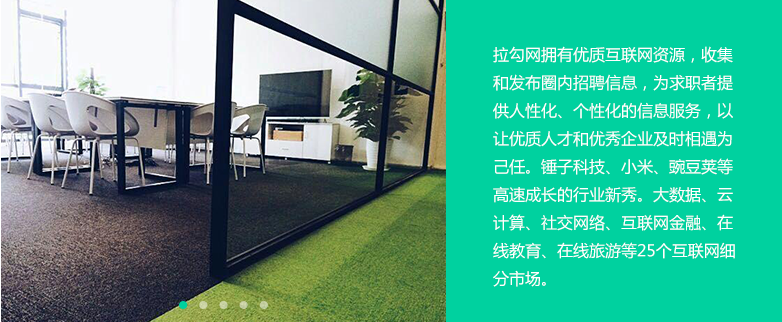 拉勾网拥有优质互联网资源，收集
和发布圈内招聘信息，为求职者提
供人性化、个性化的信息服务，以
让优质人才和优秀企业及时相遇为
己任。锤子科技、小米、豌豆荚等
高速成长的行业新秀。大数据、云
计算、社交网络、互联网金融、在
线教育、在线旅游等25个互联网细
分市场。